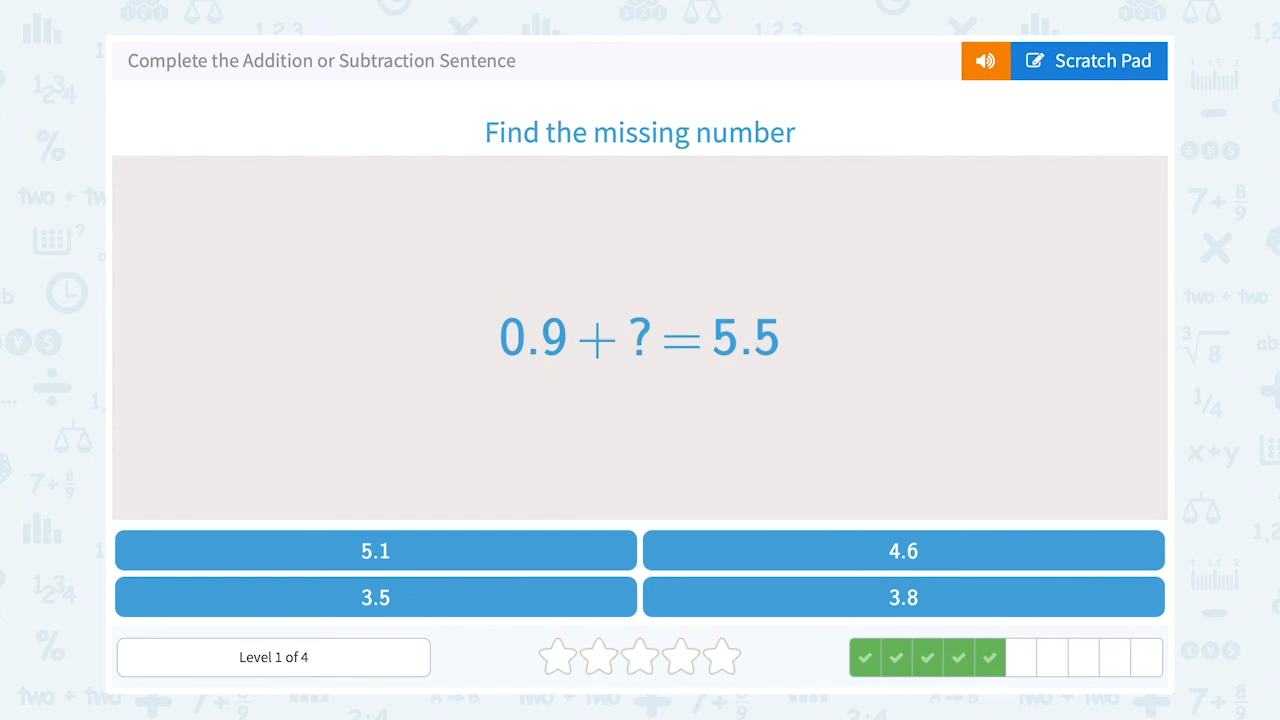 Complete the Addition or Subtraction Sentence
Scratch Pad
Find the missing number
0.9 + ? = 5.5
5.1
4.6
3.5
3.8
Level 1 of 4